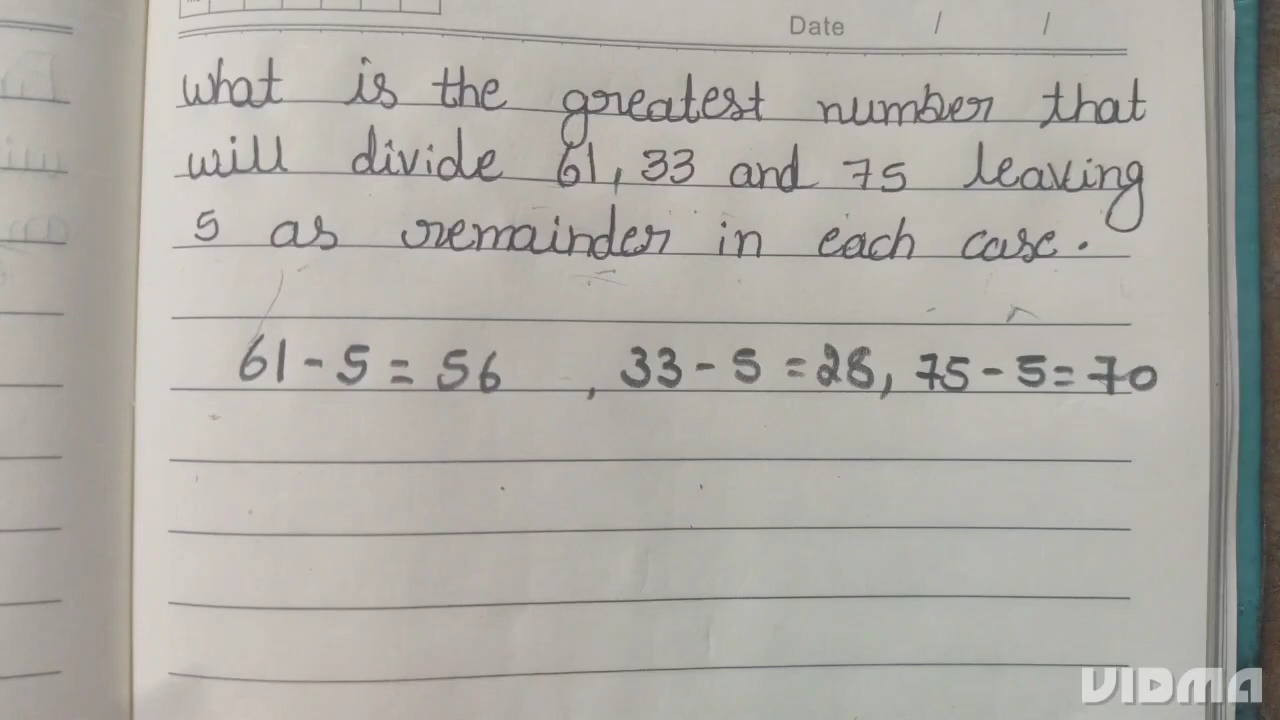 Date / /
what is the greatest number that
will divide 61, 33 and 75 leaving
5 as remainder in each case.
61 - 5 = 56 , 33 - 5 = 28, 75 - 5 = 70
VIDMA